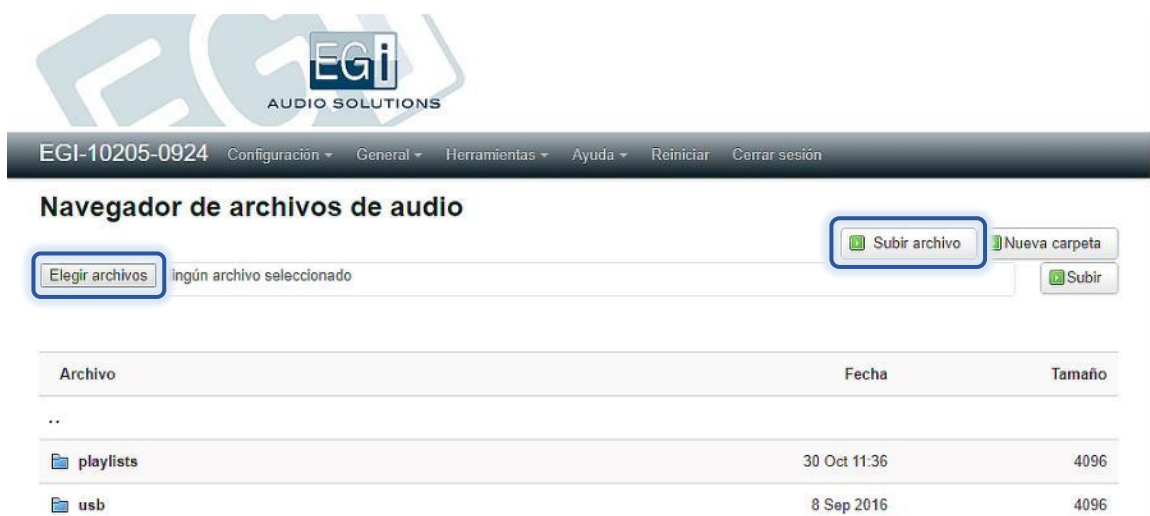 EGi
AUDIO SOLUTIONS
EGI-10205-0924 Configuración General Herramientas Ayuda Reiniciar Cerrar sesión
Navegador de archivos de audio
Subir archivo Nueva carpeta
Elegir archivos ingún archivo seleccionado Subir
Archivo Fecha Tamaño
..
playlists 30 Oct 11:36 4096
usb 8 Sep 2016 4096